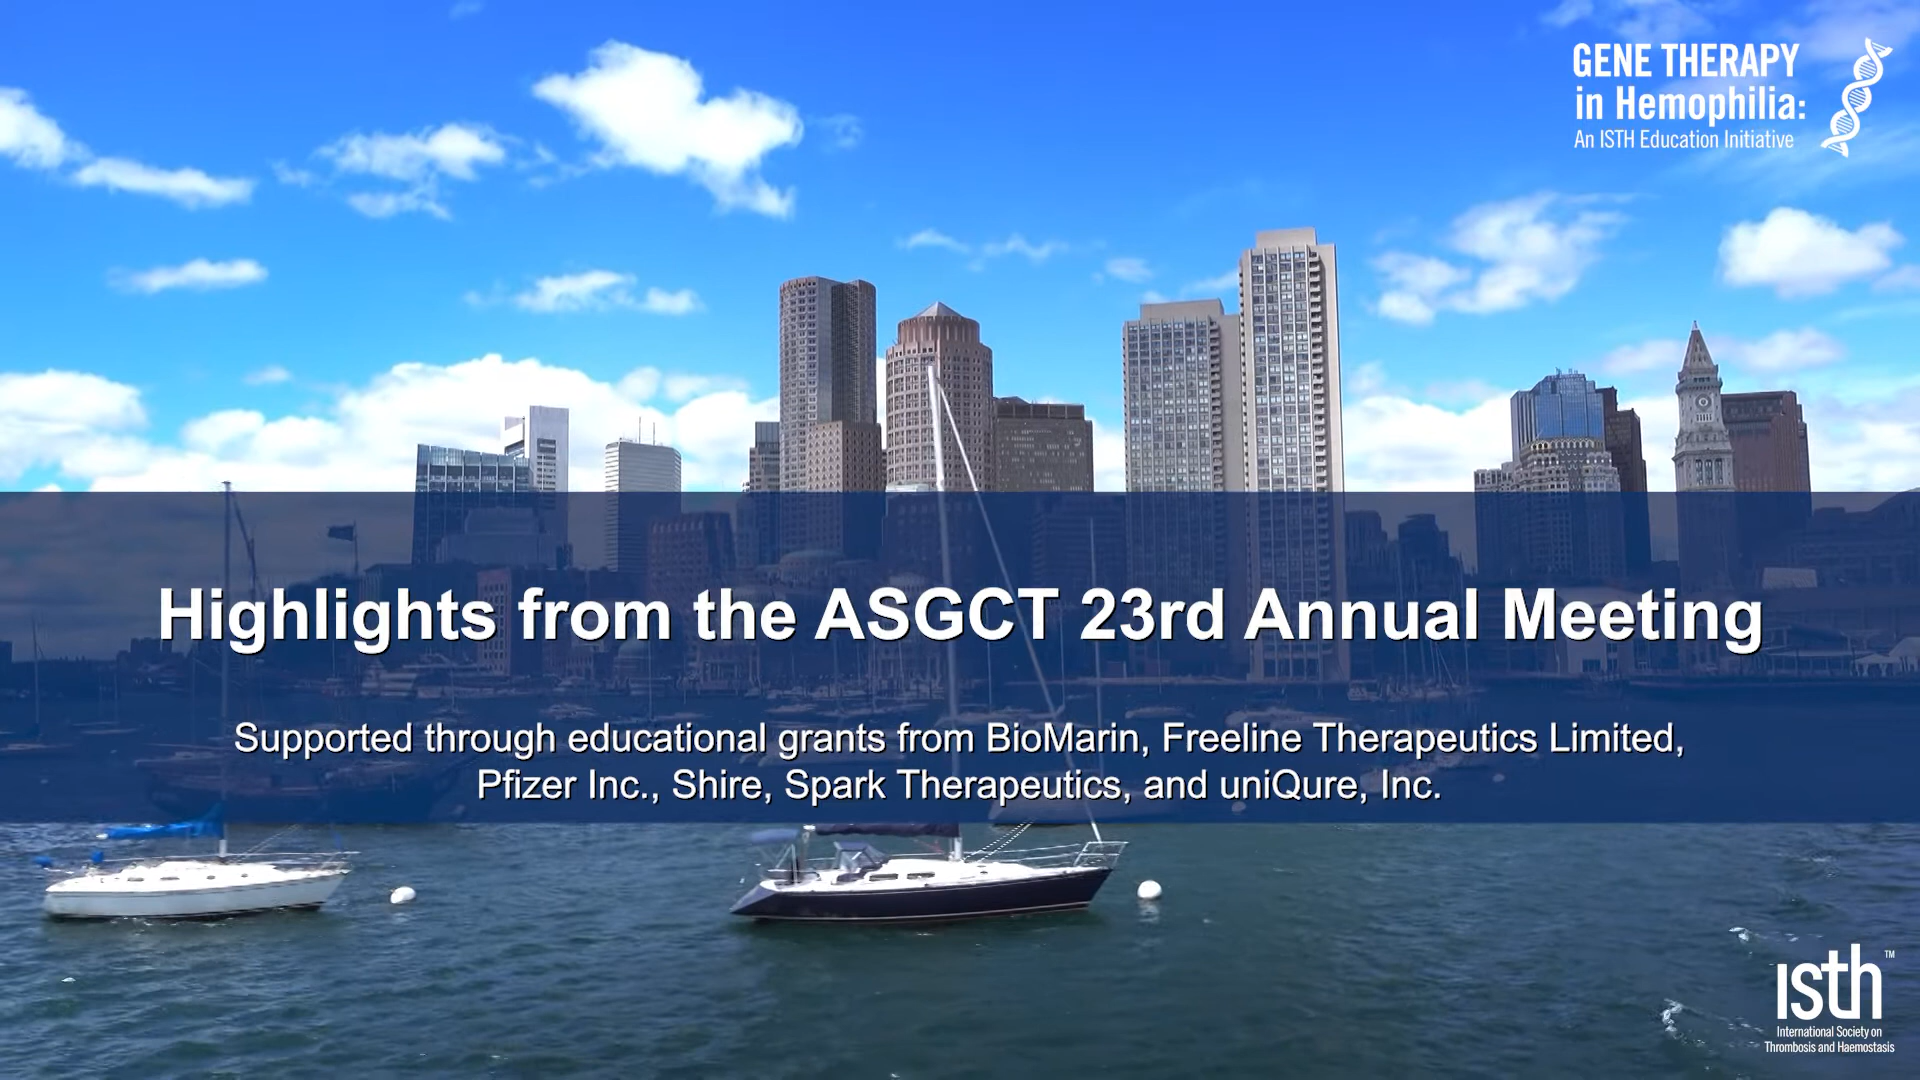 GENE THERAPY
in Hemophilia:
An ISTH Education Initiative
Highlights from the ASGCT 23rd Annual Meeting
Supported through educational grants from BioMarin, Freeline Therapeutics Limited,
Pfizer Inc., Shire, Spark Therapeutics, and uniQure, Inc.
isth™
International Society on
Thrombosis and Haemostasis